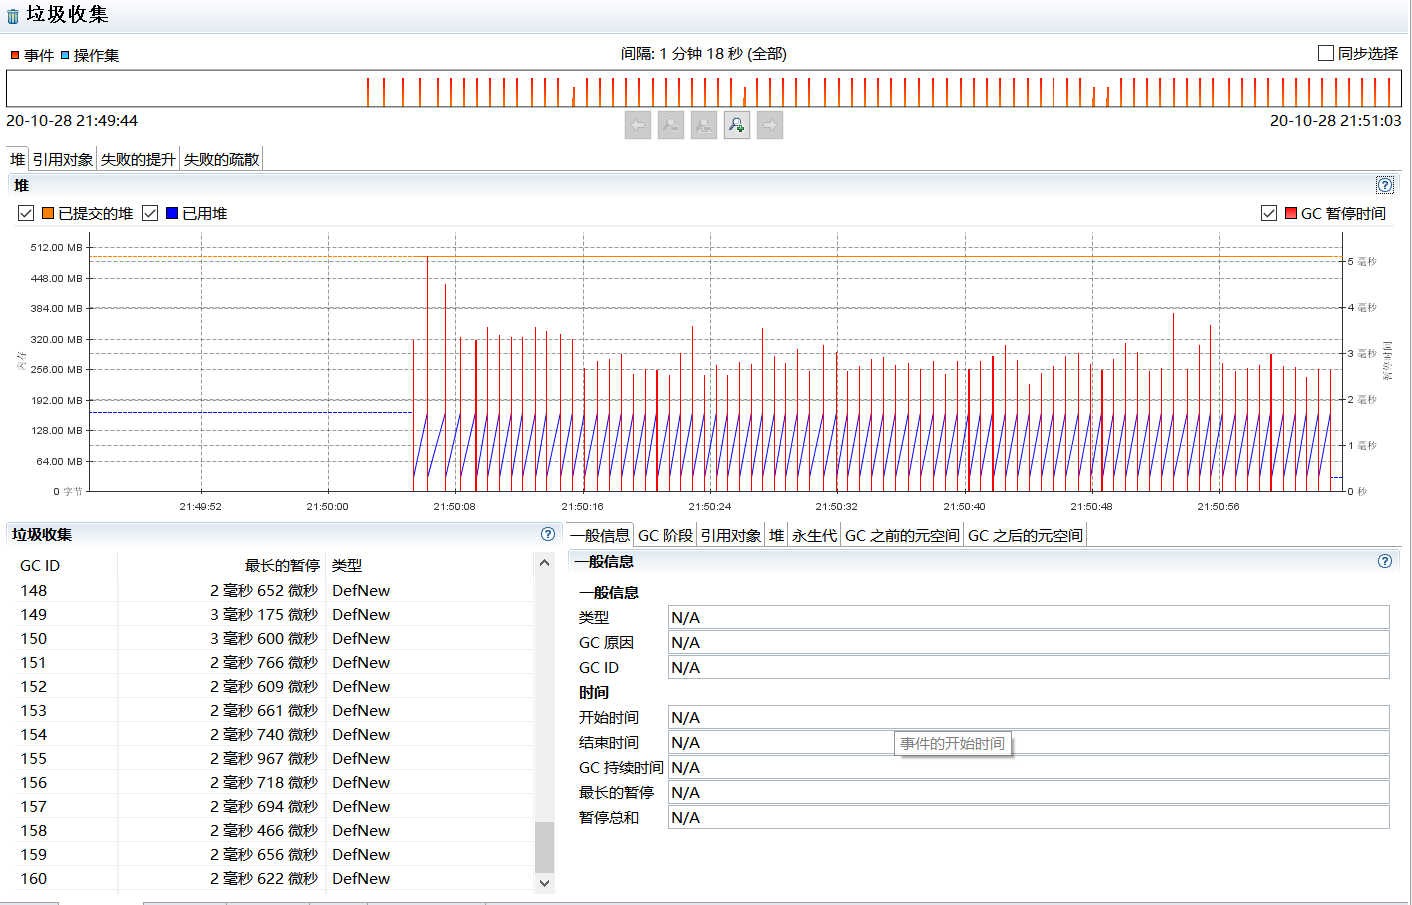 垃圾收集
事件 操作集 间隔: 1 分钟 18 秒 (全部) 同步选择
20-10-28 21:49:44 20-10-28 21:51:03
堆 引用对象 失败的提升 失败的疏散
堆
已提交的堆 已用堆 GC 暂停时间
512.00 MB
5 毫秒
448.00 MB
384.00 MB 4 毫秒
320.00 MB
3 毫秒
内存
256.00 MB
192.00 MB 2 毫秒
128.00 MB
1 毫秒
64.00 MB
0 字节 0 秒
21:49:52 21:50:00 21:50:08 21:50:16 21:50:24 21:50:32 21:50:40 21:50:48 21:50:56
垃圾收集
GC ID 最长的暂停 类型
148 2 毫秒 652 微秒 DefNew
149 3 毫秒 175 微秒 DefNew
150 3 毫秒 600 微秒 DefNew
151 2 毫秒 766 微秒 DefNew
152 2 毫秒 609 微秒 DefNew
153 2 毫秒 661 微秒 DefNew
154 2 毫秒 740 微秒 DefNew
155 2 毫秒 967 微秒 DefNew
156 2 毫秒 718 微秒 DefNew
157 2 毫秒 694 微秒 DefNew
158 2 毫秒 466 微秒 DefNew
159 2 毫秒 656 微秒 DefNew
160 2 毫秒 622 微秒 DefNew
一般信息 GC 阶段 引用对象 堆 永生代 GC 之前的元空间 GC 之后的元空间
一般信息
一般信息
类型 N/A
GC 原因 N/A
GC ID N/A
时间
开始时间 N/A
结束时间 N/A
事件的开始时间
GC 持续时间 N/A
最长的暂停 N/A
暂停总和 N/A